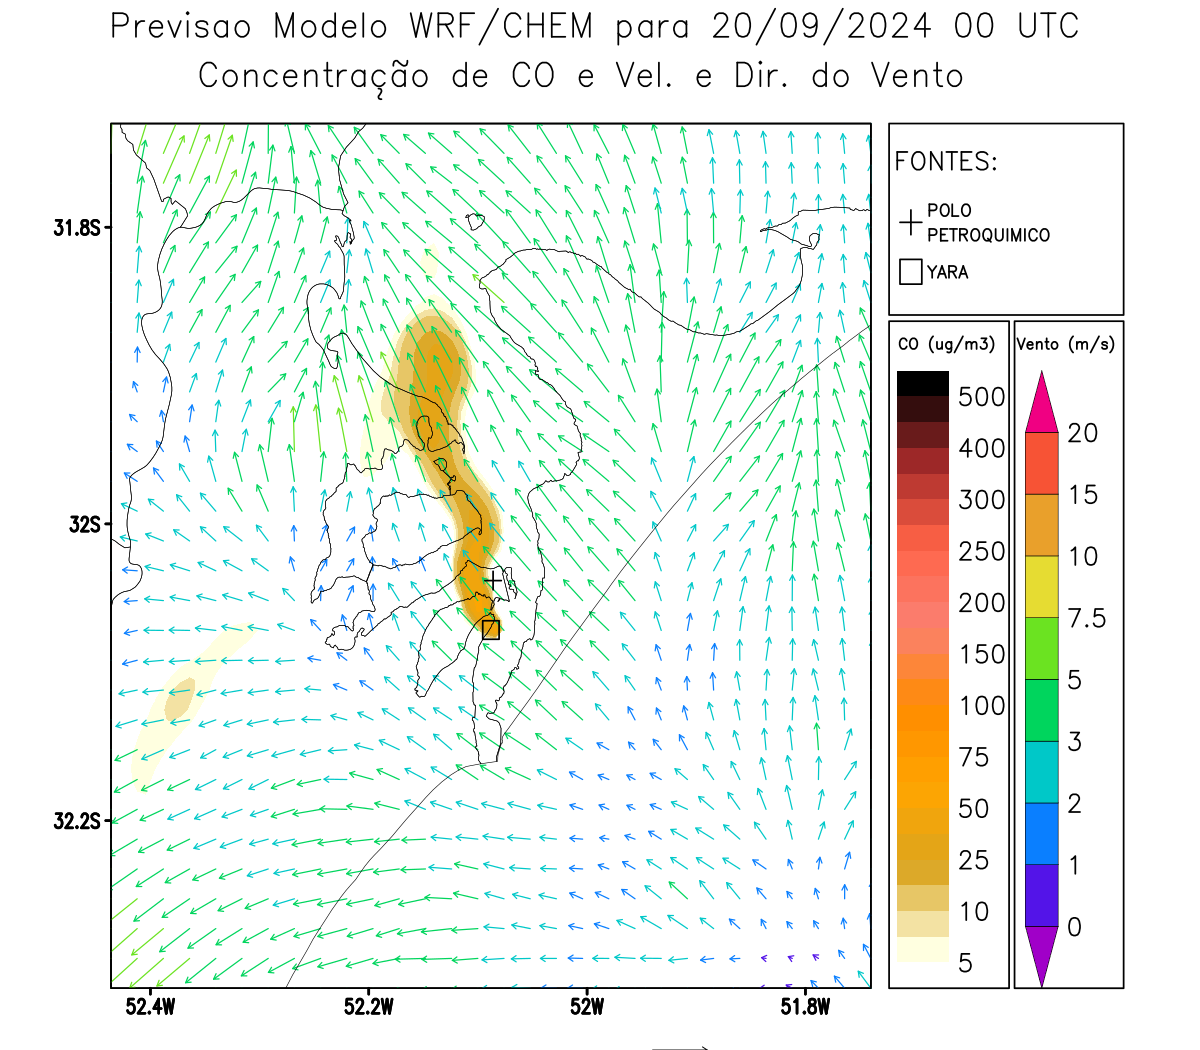 Previsao Modelo WRF/CHEM para 20/09/2024 00 UTC
Concentração de CO e Vel. e Dir. do Vento
FONTES:
POLO
PETROQUIMICO
YARA
CO (ug/m3)
500
400
300
250
200
150
100
75
50
25
10
5
Vento (m/s)
20
15
10
7.5
5
3
2
1
0
31.8S
32S
32.2S
52.4W
52.2W
52W
51.8W